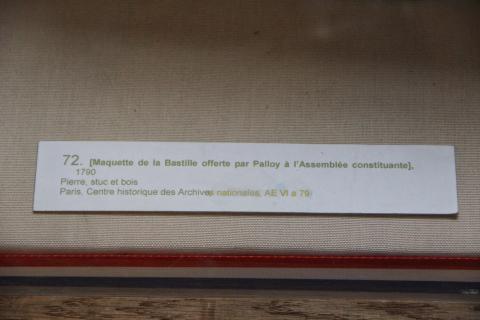 72. [Maquette de la Bastille offerte par Palloy à l'Assemblée constituante],
1790
Pierre, stuc et bois
Paris, Centre historique des Archives nationales, AE VI a 79